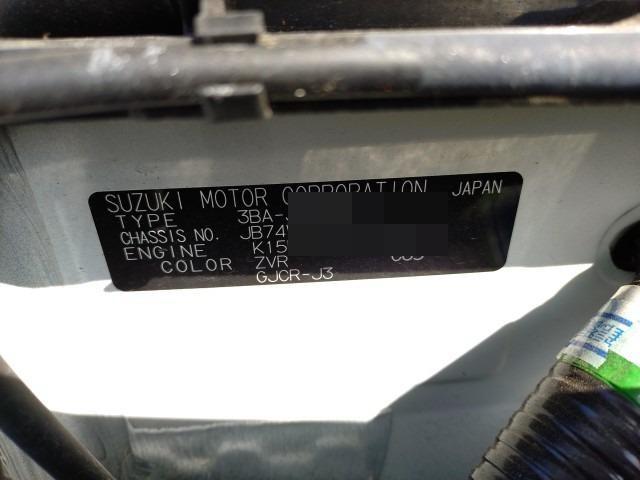 SUZUKI MOTOR CORPORATION JAPAN
TYPE 3BA-
CHASSIS NO. JB74
ENGINE K15
COLOR ZVR
GJCR-J3